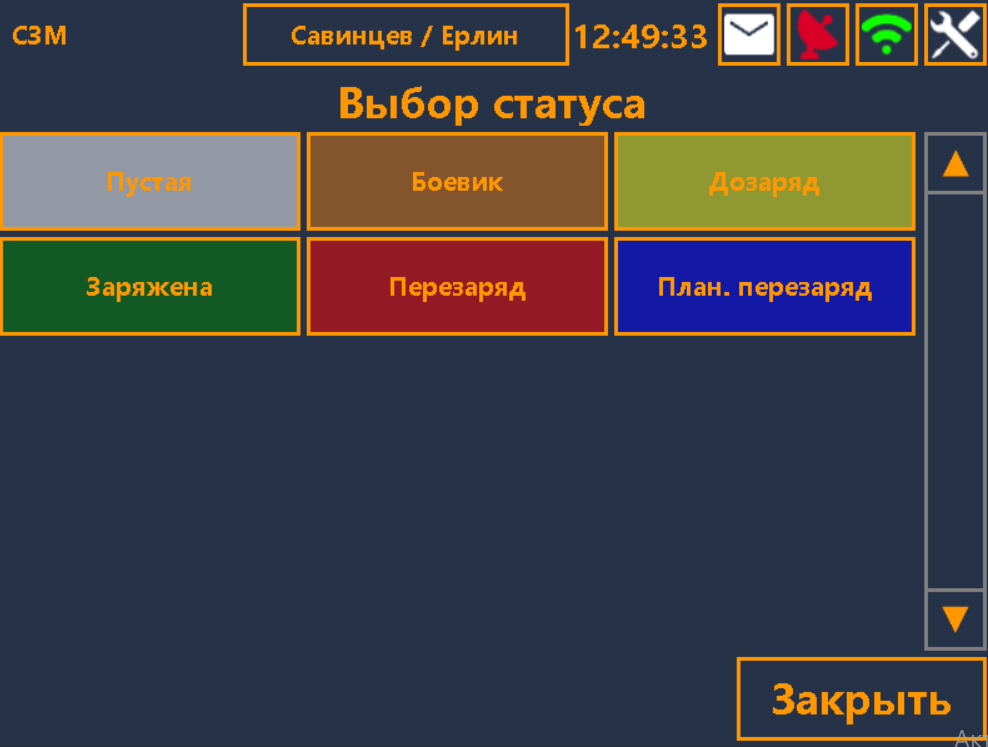 СЗМ
Савинцев / Ерлин
12:49:33
Выбор статуса
Пустая
Боевик
Дозаряд
Заряжена
Перезаряд
План. перезаряд
Закрыть